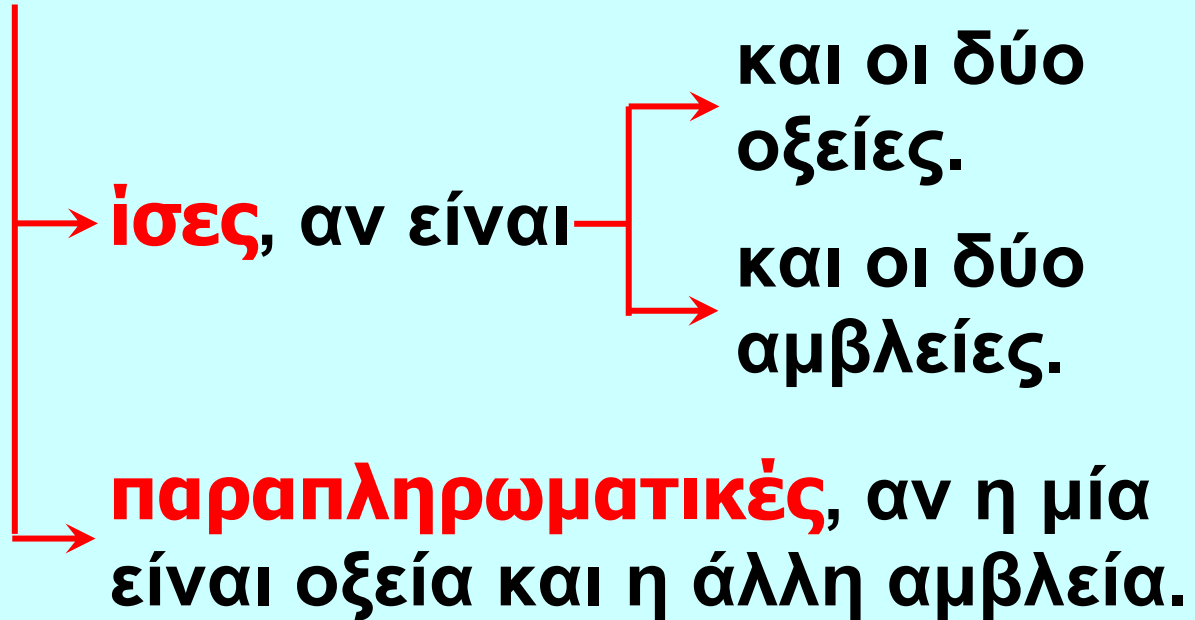 και οι δύο
οξείες.
ίσες, αν είναι
και οι δύο
αμβλείες.
παραπληρωματικές, αν η μία
είναι οξεία και η άλλη αμβλεία.